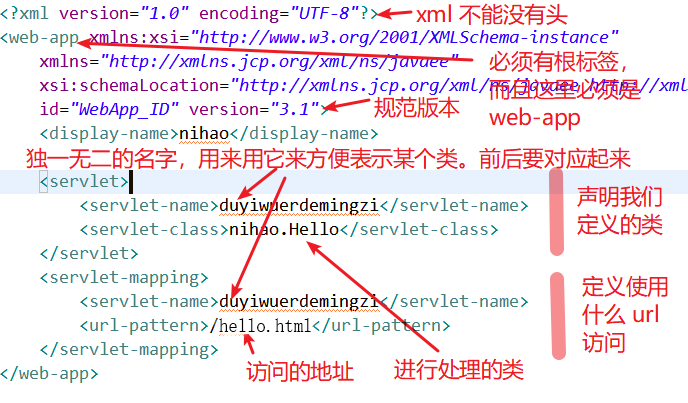 <?xml version="1.0" encoding="UTF-8"?>
xml 不能没有头
<web-app xmlns:xsi="http://www.w3.org/2001/XMLSchema-instance"
xmlns="http://xmlns.jcp.org/xml/ns/javaee"
xsi:schemaLocation="http://xmlns.jcp.org/xml/ns/javaee http://xml
必须有根标签，
而且这里必须是
web-app
id="WebApp_ID" version="3.1">
规范版本
<display-name>nihao</display-name>
独一无二的名字，用来用它来方便表示某个类。前后要对应起来
<servlet>
<servlet-name>duyiwuerdemingzi</servlet-name>
<servlet-class>nihao.Hello</servlet-class>
</servlet>
声明我们
定义的类
<servlet-mapping>
<servlet-name>duyiwuerdemingzi</servlet-name>
<url-pattern>/hello.html</url-pattern>
</servlet-mapping>
定义使用
什么 url
访问
访问的地址
进行处理的类
</web-app>